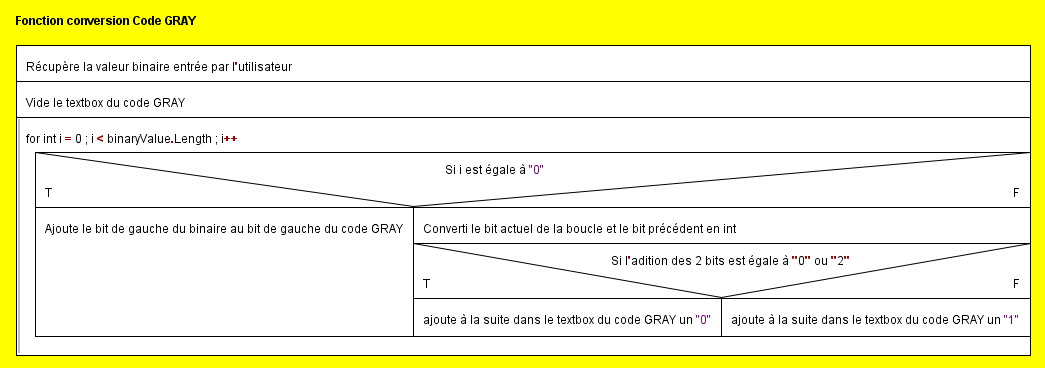 Fonction conversion Code GRAY
Récupère la valeur binaire entrée par l'utilisateur
Vide le textbox du code GRAY
for int i = 0 ; i < binaryValue.Length ; i++
Si i est égale à "0"
T
F
Ajoute le bit de gauche du binaire au bit de gauche du code GRAY
Converti le bit actuel de la boucle et le bit précédent en int
Si l'adition des 2 bits est égale à "0" ou "2"
T
F
ajoute à la suite dans le textbox du code GRAY un "0"
ajoute à la suite dans le textbox du code GRAY un "1"